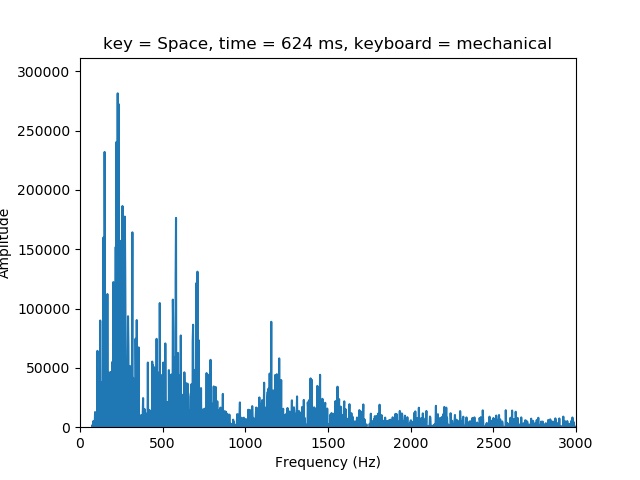 key = Space, time = 624 ms, keyboard = mechanical
300000
250000
200000
150000
100000
50000
0
Amplitude
0 500 1000 1500 2000 2500 3000
Frequency (Hz)